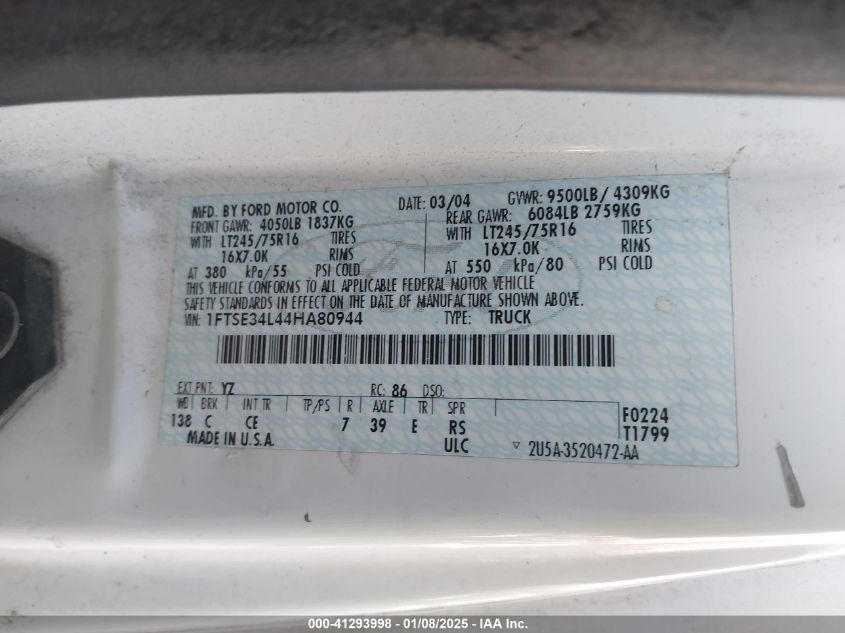 MFD. BY FORD MOTOR CO. DATE: 03/04 GVWR: 9500LB/ 4309KG
FRONT GAWR: 4050LB 1837KG REAR GAWR: 6084LB 2759KG
WITH LT245/75R16 TIRES WITH LT245/75R16 TIRES
16X7.0K RIMS 16X7.0K RIMS
AT 380 kPa/55 PSI COLD AT 550 kPa/80 PSI COLD
THIS VEHICLE CONFORMS TO ALL APPLICABLE FEDERAL MOTOR VEHICLE
SAFETY STANDARDS IN EFFECT ON THE DATE OF MANUFACTURE SHOWN ABOVE.
VIN: 1FTSE34L44HA80944 TYPE: TRUCK
EXT PNT: YZ RC: 86 DSO:
WB BRK INT TR TP/PS R AXLE TR SPR F0224
138 C CE 7 39 E RS T1799
MADE IN U.S.A. ULC ▽ 2U5A-3520472-AA
000-41293998 - 01/08/2025 - IAA Inc.